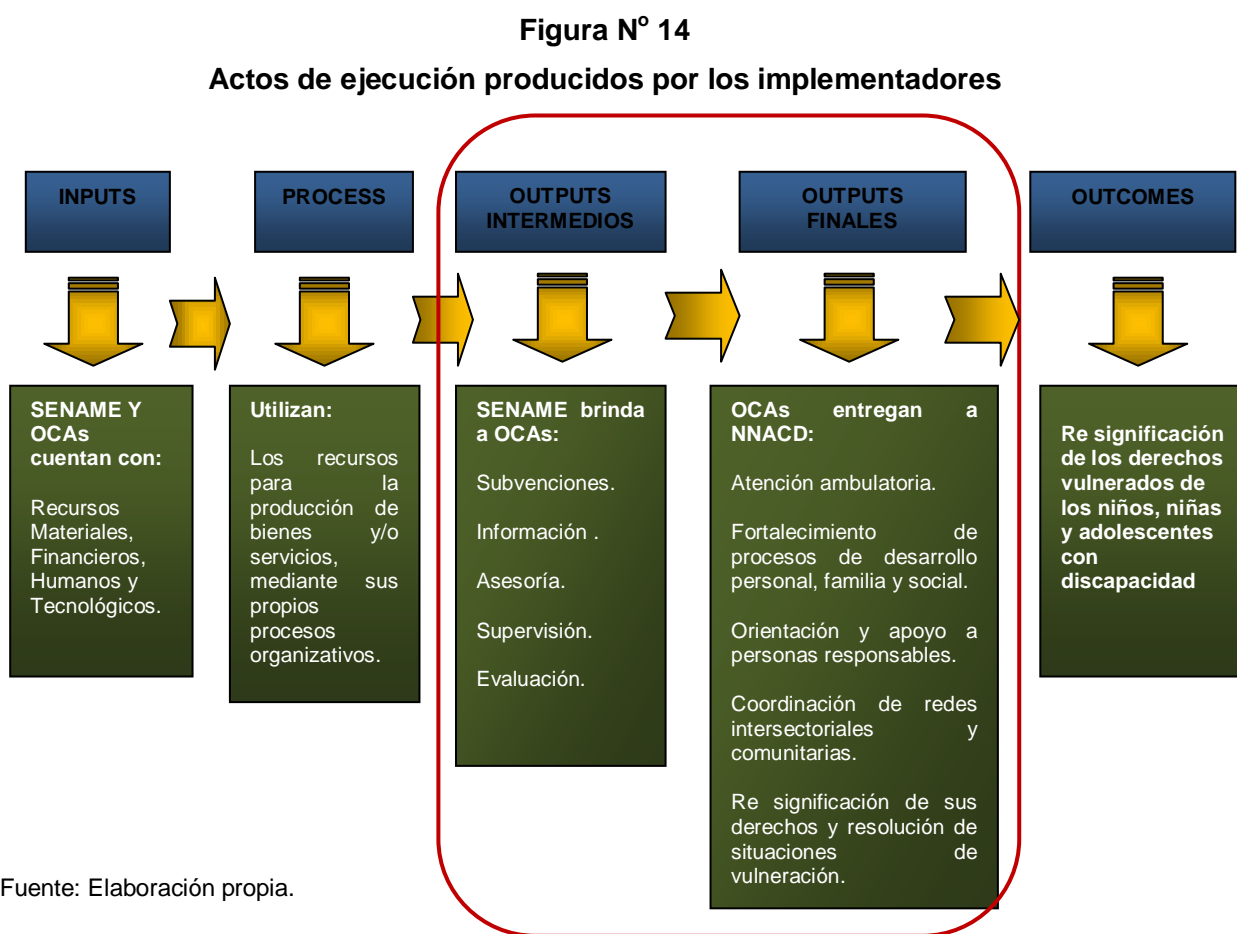 Figura Nº 14
Actos de ejecución producidos por los implementadores
INPUTS
PROCESS
OUTPUTS
INTERMEDIOS
OUTPUTS
FINALES
OUTCOMES
SENAME Y
OCAs
cuentan con:
Recursos
Materiales,
Financieros,
Humanos y
Tecnológicos.
Utilizan:
Los recursos
para la
producción de
bienes y/o
servicios,
mediante sus
propios
procesos
organizativos.
SENAME brinda
a OCAs:
Subvenciones.
Información .
Asesoría.
Supervisión.
Evaluación.
OCAs entregan a
NNACD:
Atención ambulatoria.
Fortalecimiento de
procesos de desarrollo
personal, familia y social.
Orientación y apoyo a
personas responsables.
Coordinación de redes
intersectoriales y
comunitarias.
Re significación de sus
derechos y resolución de
situaciones de
vulneración.
Re significación
de los derechos
vulnerados de
los niños, niñas
y adolescentes
con
discapacidad
Fuente: Elaboración propia.